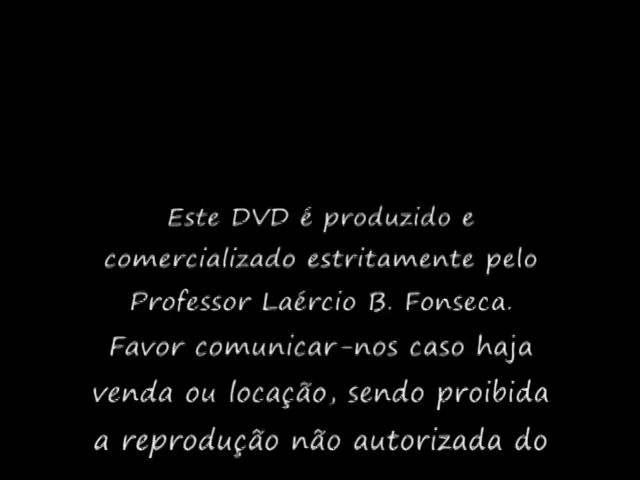 Este DVD é produzido e
comercializado estritamente pelo
Professor Laércio B. Fonseca.
Favor comunicar-nos caso haja
venda ou locação, sendo proibida
a reprodução não autorizada do